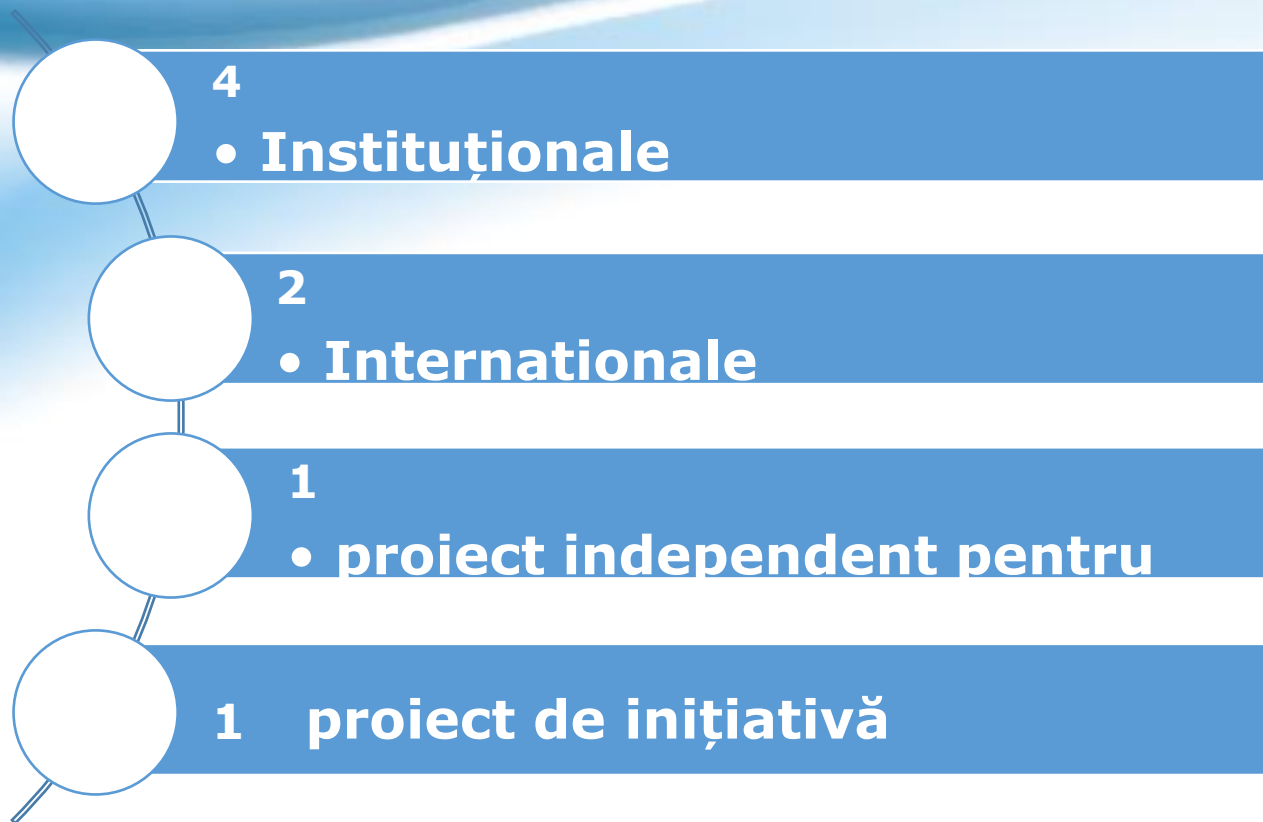 4
• Instituționale
2
• Internationale
1
• proiect independent pentru
1 proiect de inițiativă